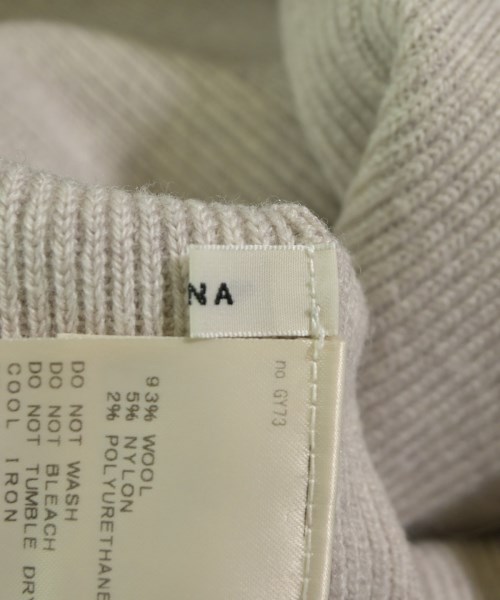 NA
no GY73
93% WOOL
5% NYLON
2% POLYURETHANE
DO NOT WASH
DO NOT BLEACH
DO NOT TUMBLE DRY
COOL IRON